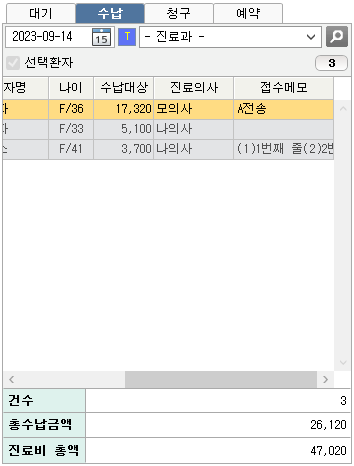 대기 수납 청구 예약
2023-09-14 15 T - 진료과 -
선택환자 3
자명 나이 수납대상 진료의사 접수메모
F/36 17,320 모의사 A전송
F/33 5,100 나의사
F/41 3,700 나의사 (1)1번째 줄(2)2번
건수 3
총수납금액 26,120
진료비 총액 47,020